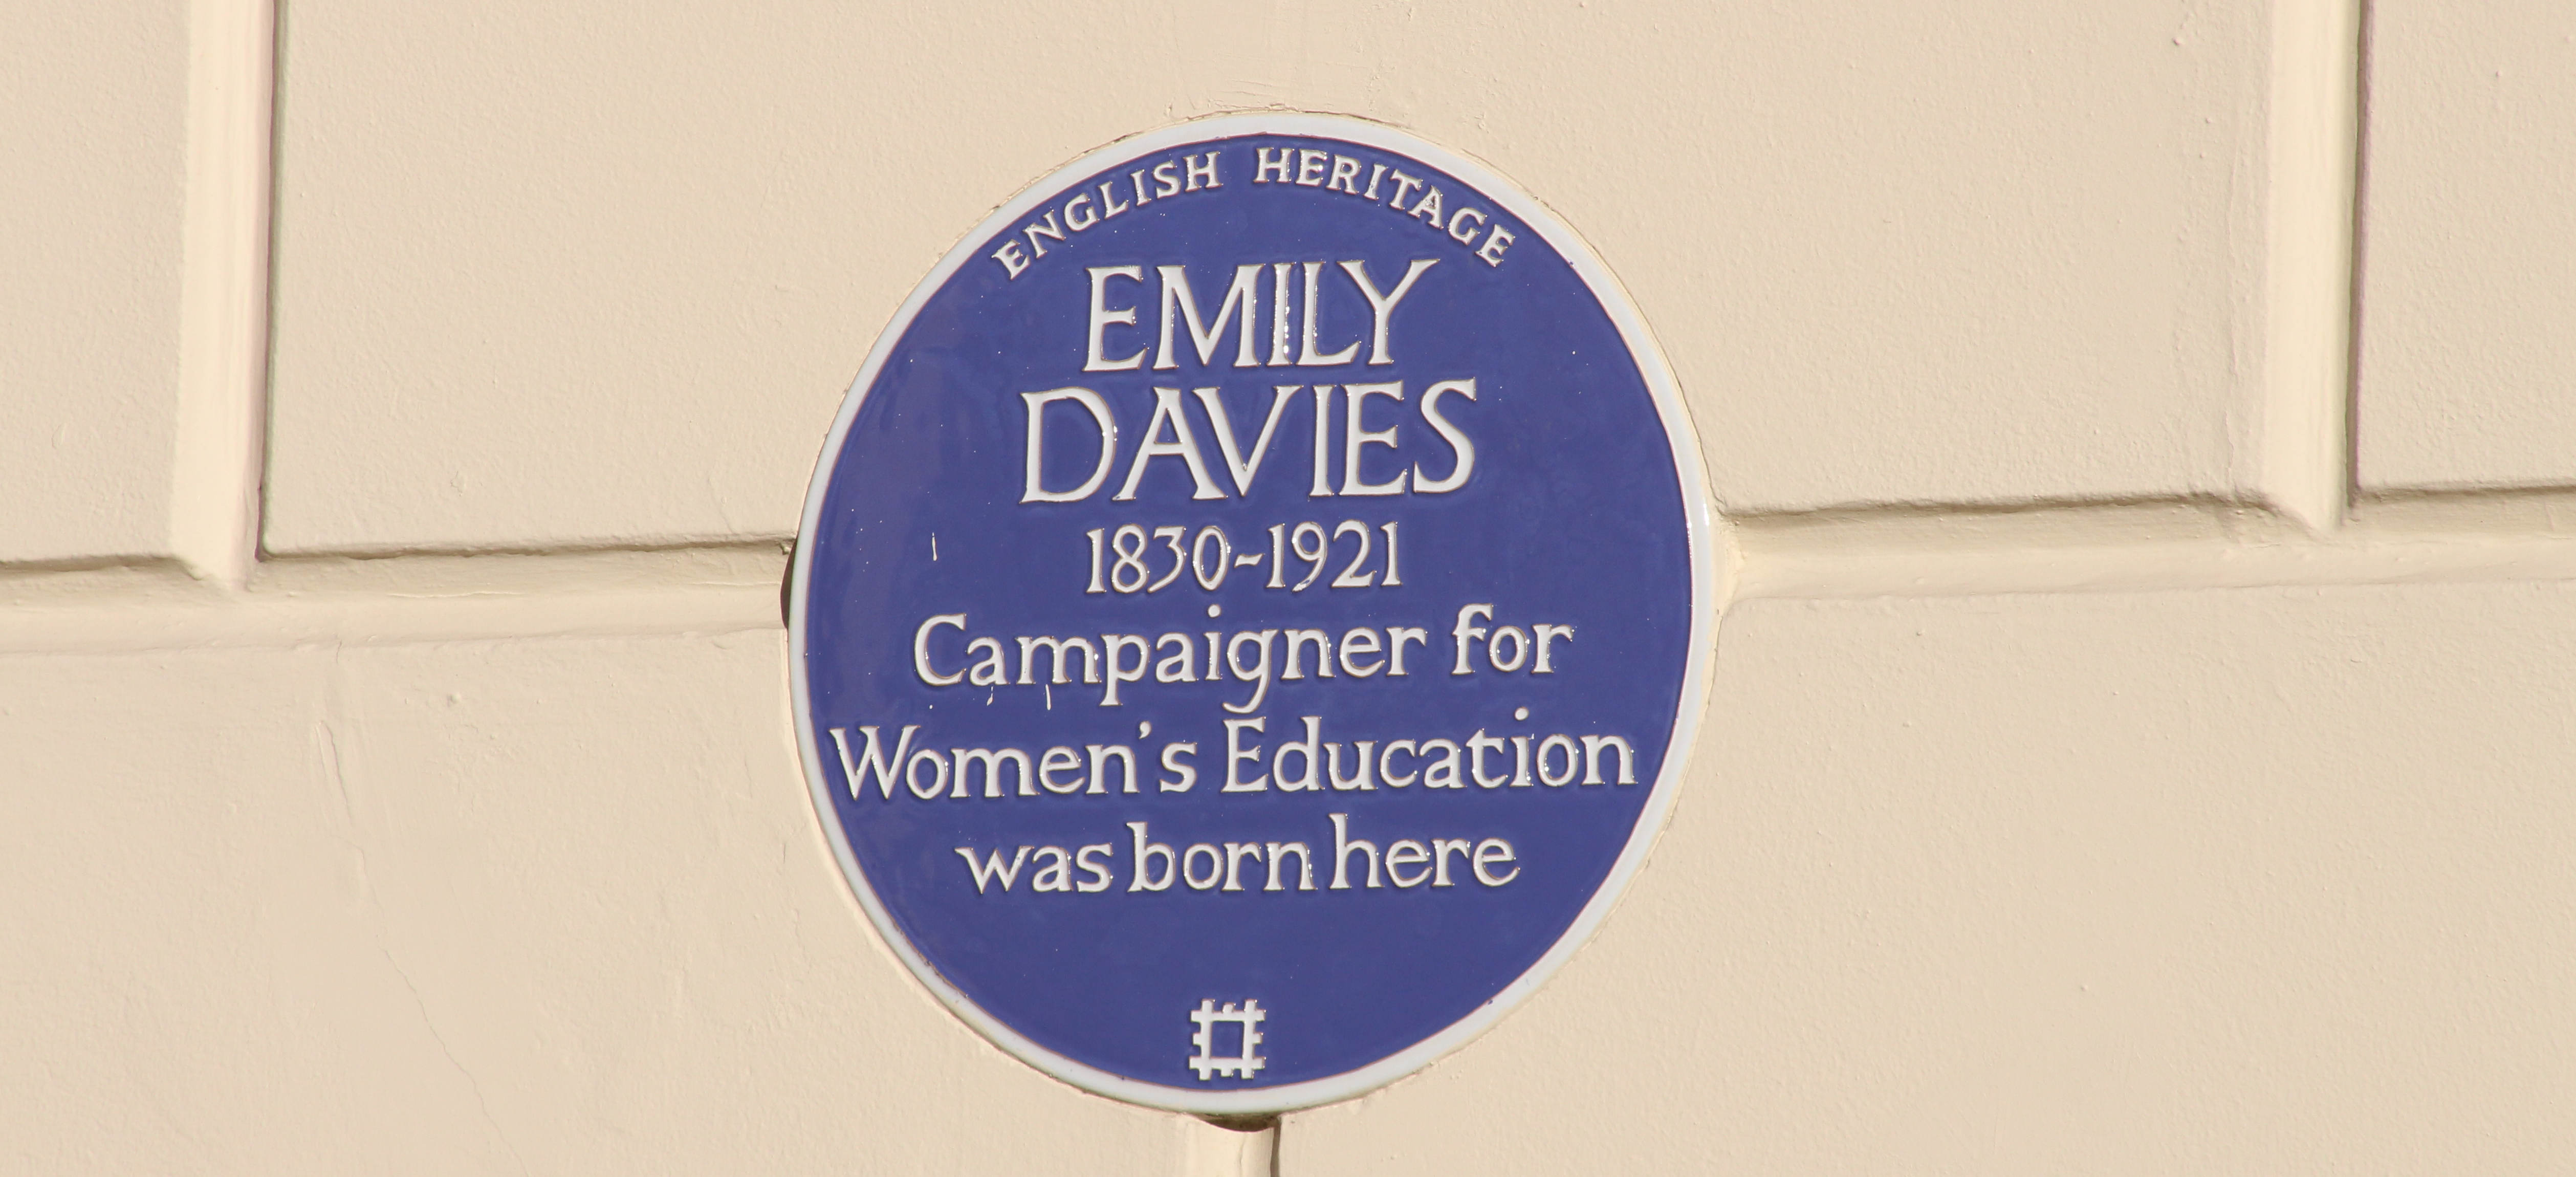 ENGLISH HERITAGE
EMILY
DAVIES
1830-1921
Campaigner for
Women's Education
was born here